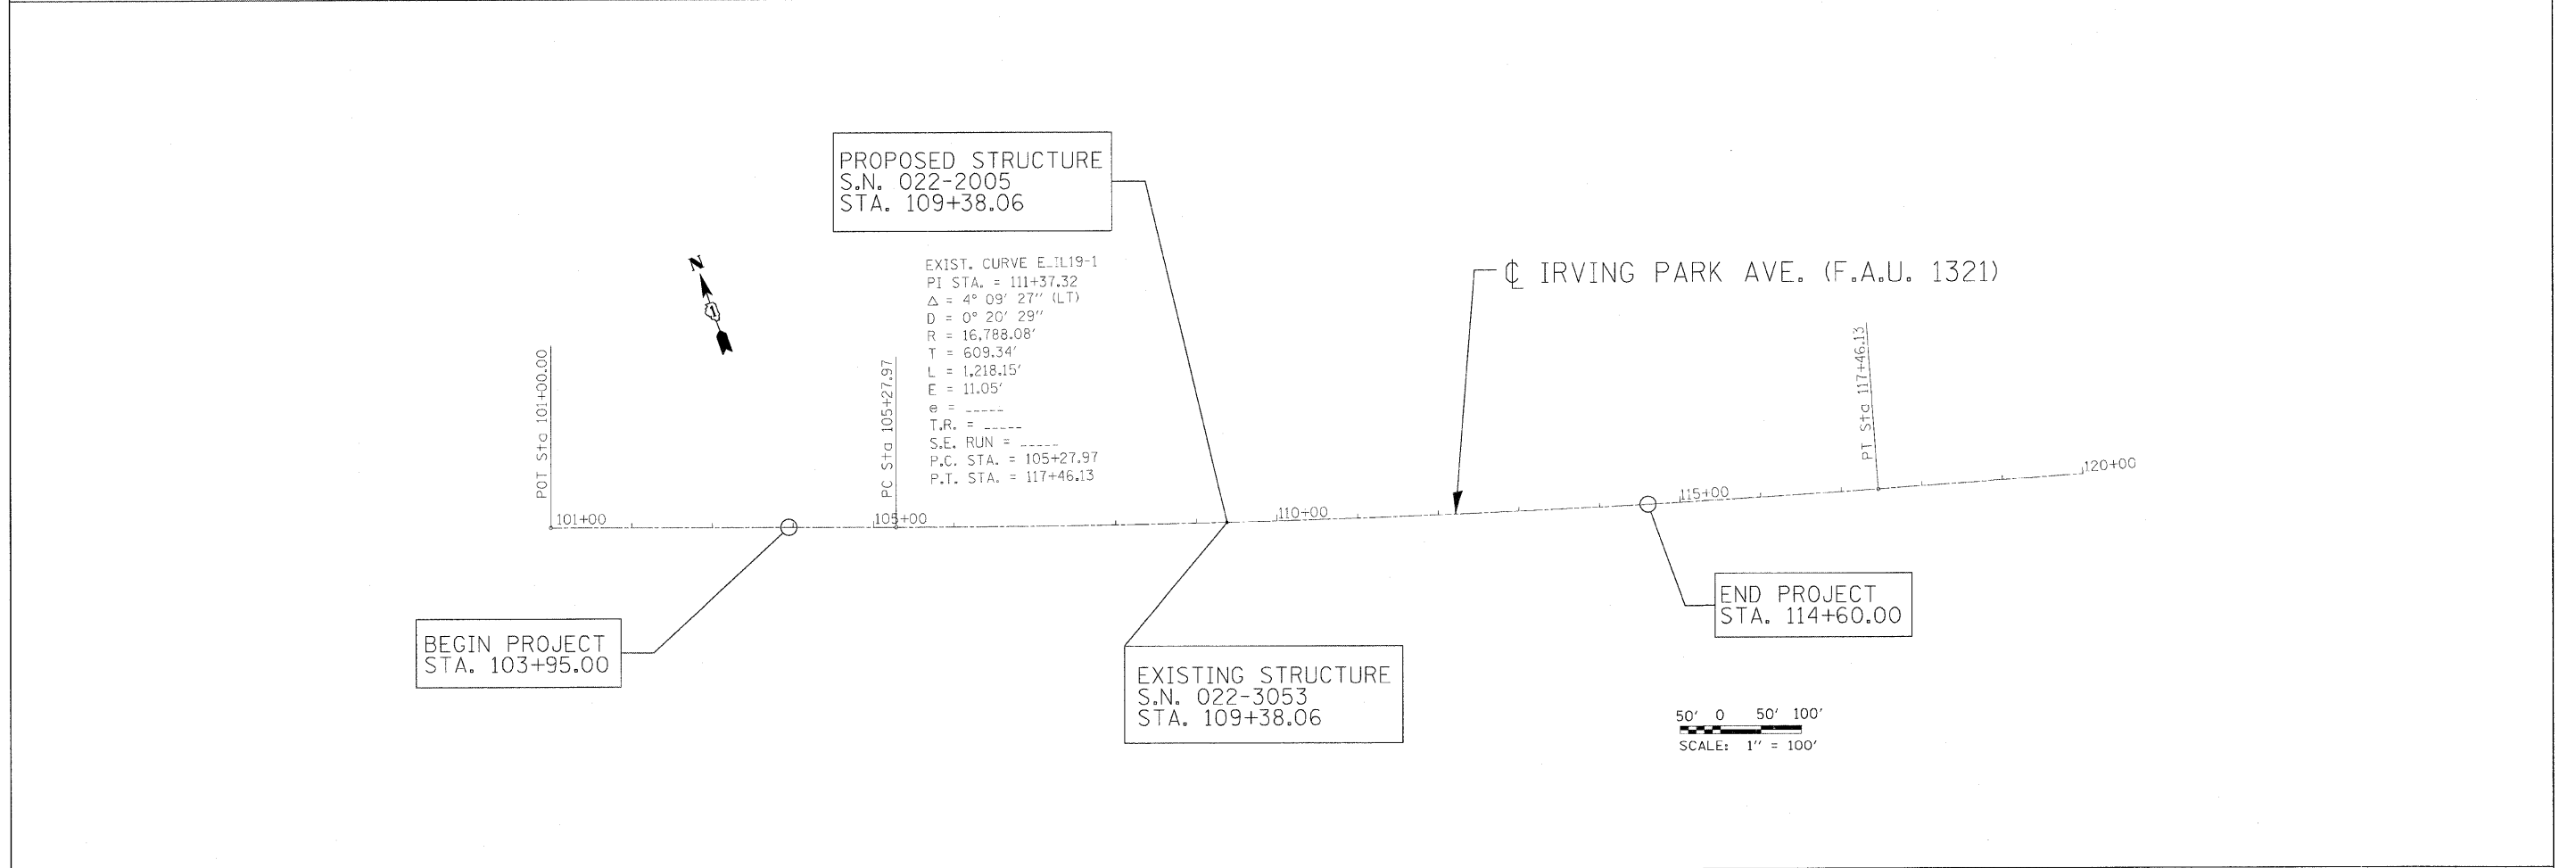 PROPOSED STRUCTURE
S.N. 022-2005
STA. 109+38.06
N
EXIST. CURVE E_IL19-1
PI STA. = 111+37.32
Δ = 4° 09' 27'' (LT)
D = 0° 20' 29''
R = 16,788.08'
T = 609.34'
L = 1,218.15'
E = 11.05'
e = -----
T.R. = -----
S.E. RUN = -----
P.C. STA. = 105+27.97
P.T. STA. = 117+46.13
℄ IRVING PARK AVE. (F.A.U. 1321)
POT Sta 101+00.00
PC Sta 105+27.97
PT Sta 117+46.13
101+00
105+00
110+00
115+00
120+00
BEGIN PROJECT
STA. 103+95.00
EXISTING STRUCTURE
S.N. 022-3053
STA. 109+38.06
END PROJECT
STA. 114+60.00
50' 0 50' 100'
SCALE: 1'' = 100'